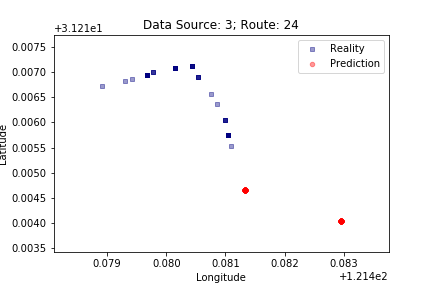 Data Source: 3; Route: 24
+3.121e1
0.0075
0.0070
0.0065
0.0060
0.0055
0.0050
0.0045
0.0040
0.0035
Latitude
Reality
Prediction
0.079 0.080 0.081 0.082 0.083
Longitude
+1.214e2